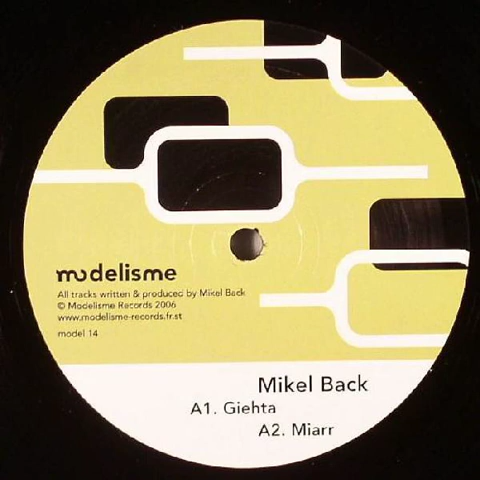 modelisme
All tracks written & produced by Mikel Back
© Modelisme Records 2006
www.modelisme-records.fr.st
model 14
Mikel Back
A1. Giehta
A2. Miarr